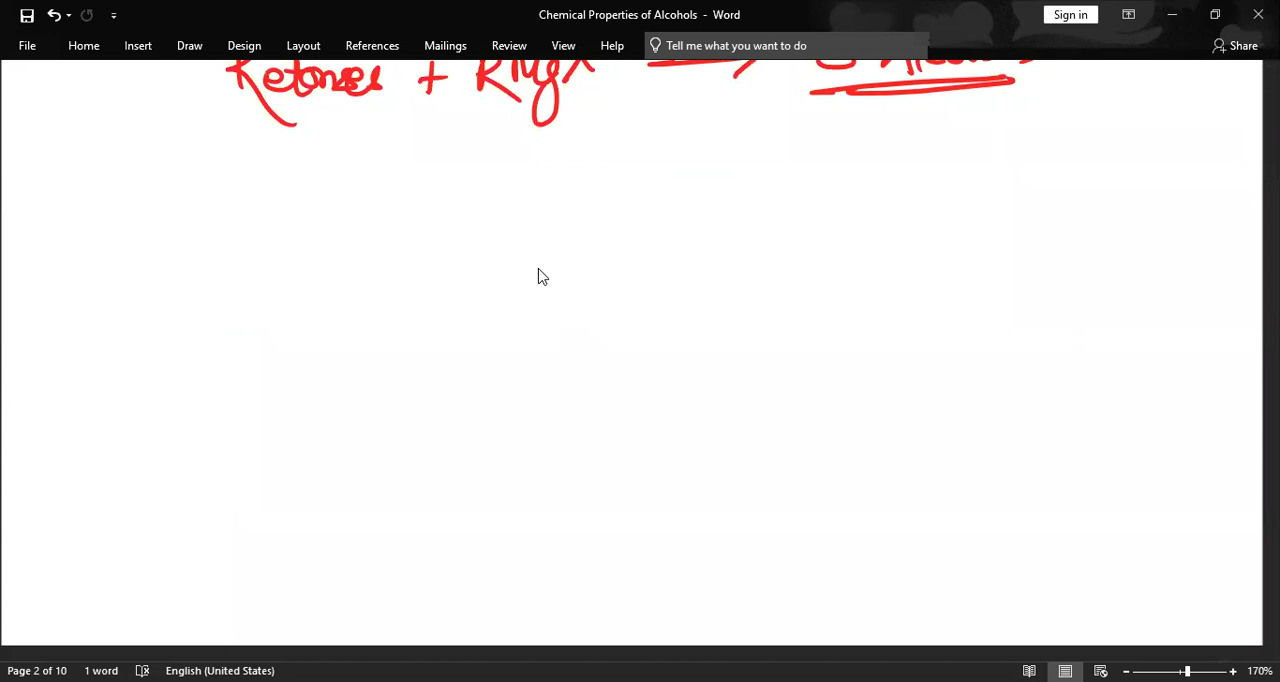 Chemical Properties of Alcohols - Word
Sign in
File Home Insert Draw Design Layout References Mailings Review View Help Tell me what you want to do Share
Ketones + RMgX
Page 2 of 10 1 word English (United States) 170%